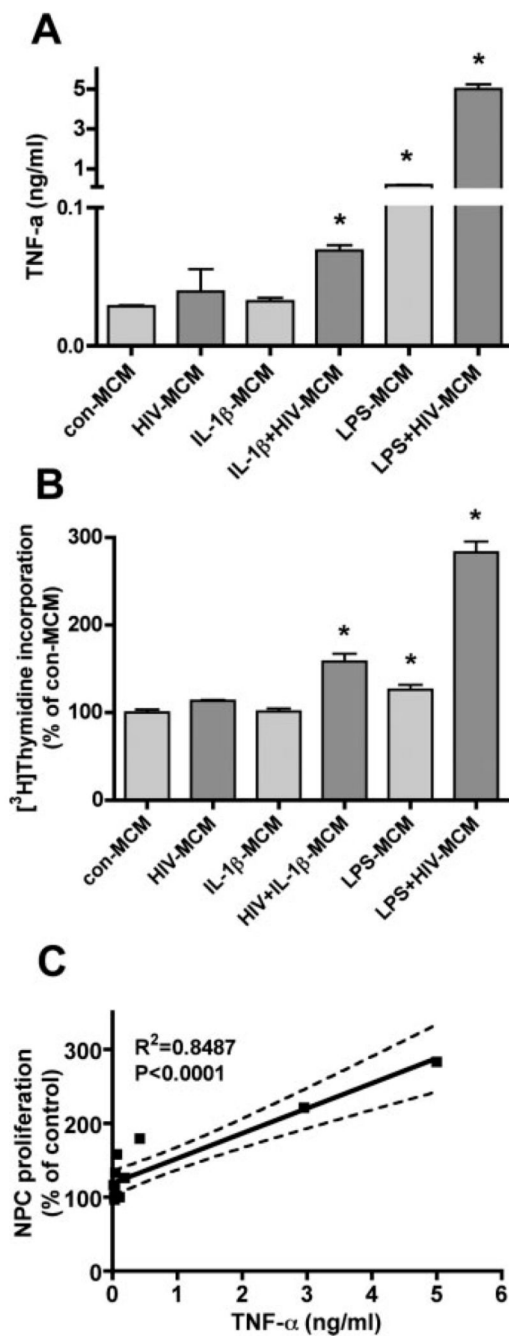 A
TNF-a (ng/ml)
5
3
1
0.1
0.0
*
*
*
con-MCM
HIV-MCM
IL-1β-MCM
IL-1β+HIV-MCM
LPS-MCM
LPS+HIV-MCM
B
[³H]Thymidine incorporation
(% of con-MCM)
300
200
100
0
*
*
*
con-MCM
HIV-MCM
IL-1β-MCM
HIV+IL-1β-MCM
LPS-MCM
LPS+HIV-MCM
C
NPC proliferation
(% of control)
300
200
100
0
R²=0.8487
P<0.0001
0 1 2 3 4 5 6
TNF-α (ng/ml)